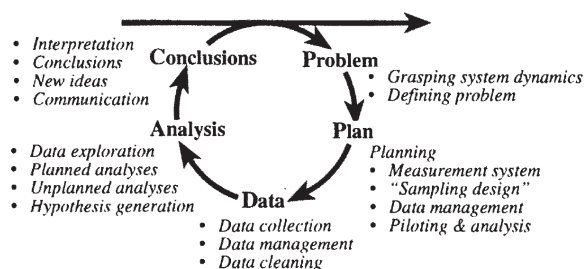 • Interpretation
• Conclusions
• New ideas
• Communication
Conclusions
Problem
• Grasping system dynamics
• Defining problem
Analysis
Plan
• Data exploration
• Planned analyses
• Unplanned analyses
• Hypothesis generation
Planning
• Measurement system
• “Sampling design”
• Data management
• Piloting & analysis
Data
• Data collection
• Data management
• Data cleaning